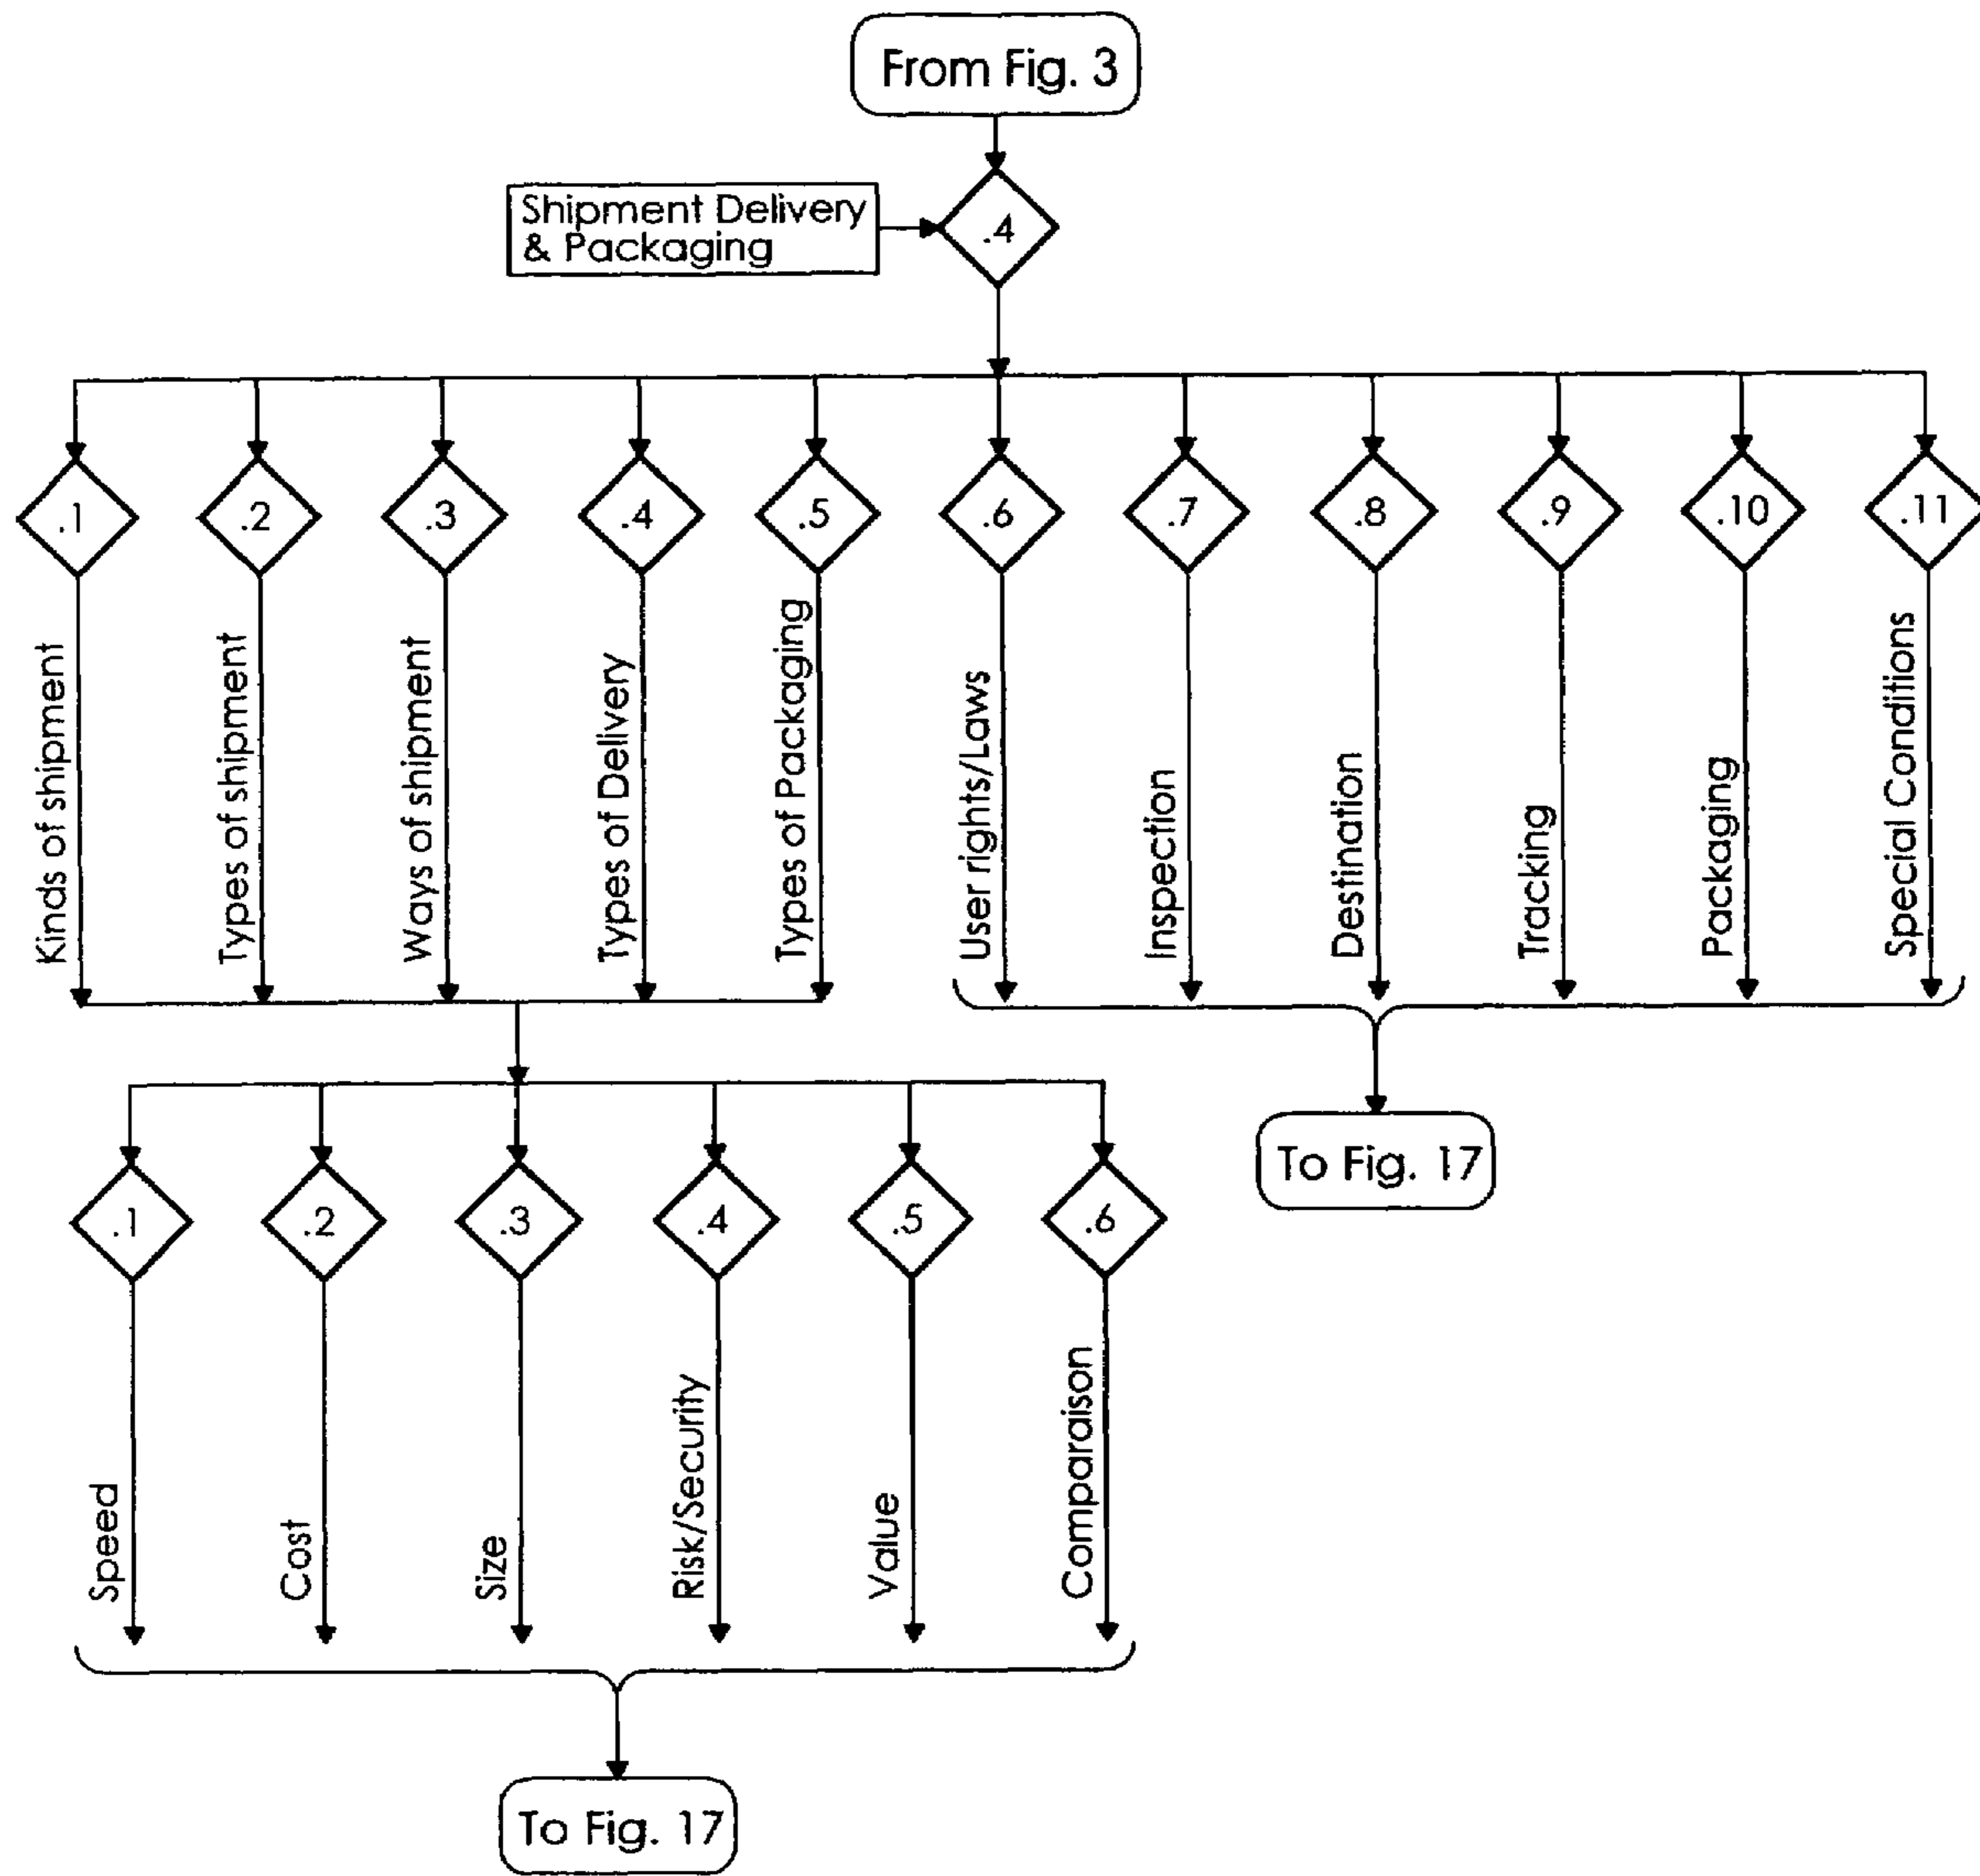 From Fig. 3
Shipment Delivery
& Packaging
.4
.1
.2
.3
.4
.5
.6
.7
.8
.9
.10
.11
Kinds of shipment
Types of shipment
Ways of shipment
Types of Delivery
Types of Packaging
User rights/Laws
Inspection
Destination
Tracking
Packaging
Special Conditions
To Fig. 17
.1
.2
.3
.4
.5
.6
Speed
Cost
Size
Risk/Security
Value
Comparaison
To Fig. 17